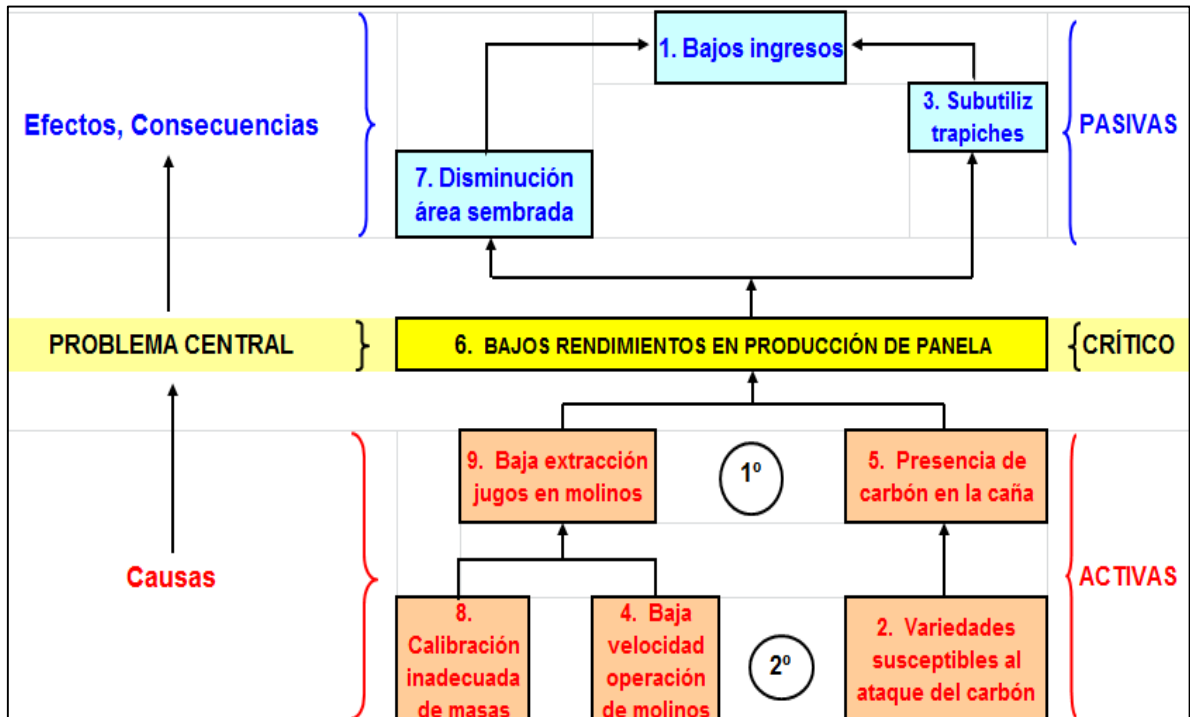 1. Bajos ingresos
3. Subutiliz
trapiches
Efectos, Consecuencias
PASIVAS
7. Disminución
área sembrada
PROBLEMA CENTRAL
6. BAJOS RENDIMIENTOS EN PRODUCCIÓN DE PANELA
CRÍTICO
9. Baja extracción
jugos en molinos
1º
5. Presencia de
carbón en la caña
Causas
ACTIVAS
8.
Calibración
inadecuada
de masas
4. Baja
velocidad
operación
de molinos
2º
2. Variedades
susceptibles al
ataque del carbón